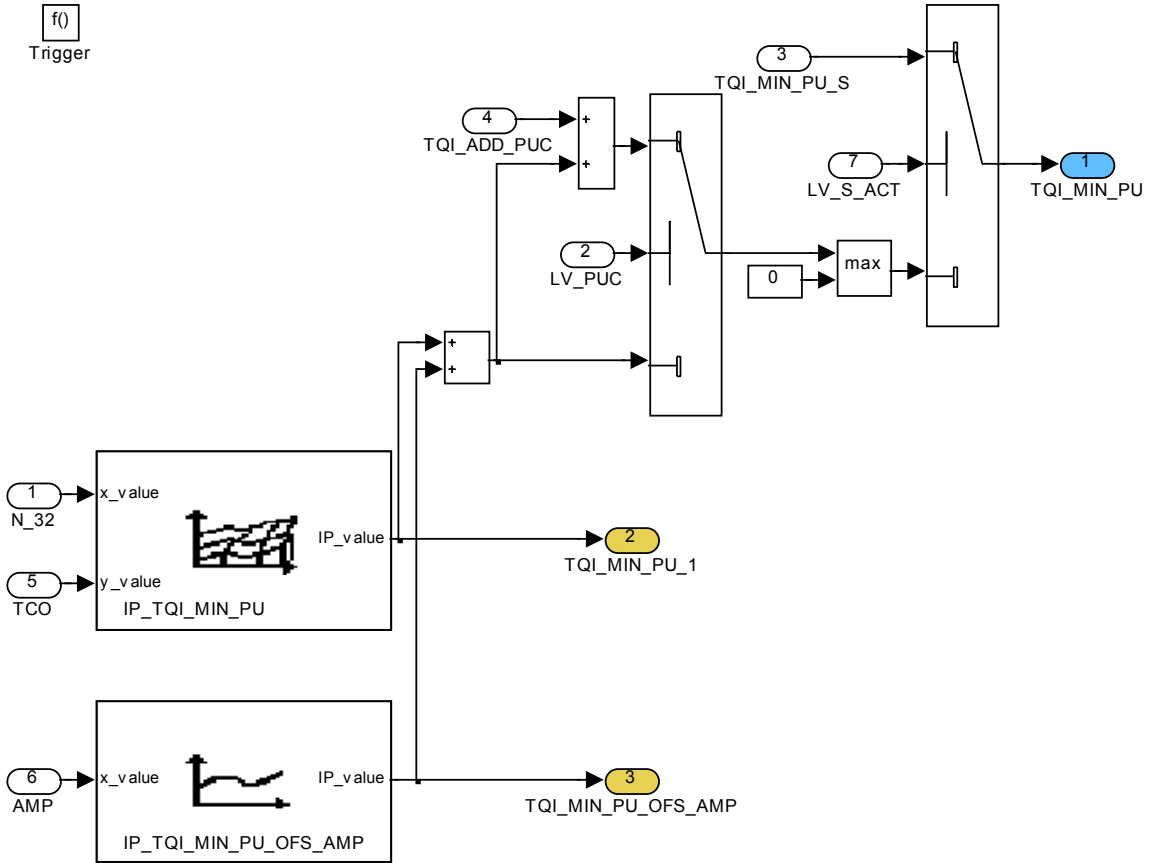 f()
Trigger
3
TQI_MIN_PU_S
4
TQI_ADD_PUC
+
+
7
LV_S_ACT
1
TQI_MIN_PU
2
LV_PUC
max
0
+
+
1
N_32
x_value
IP_value
2
TQI_MIN_PU_1
5
TCO
y_value
IP_TQI_MIN_PU
6
AMP
x_value
IP_value
3
TQI_MIN_PU_OFS_AMP
IP_TQI_MIN_PU_OFS_AMP